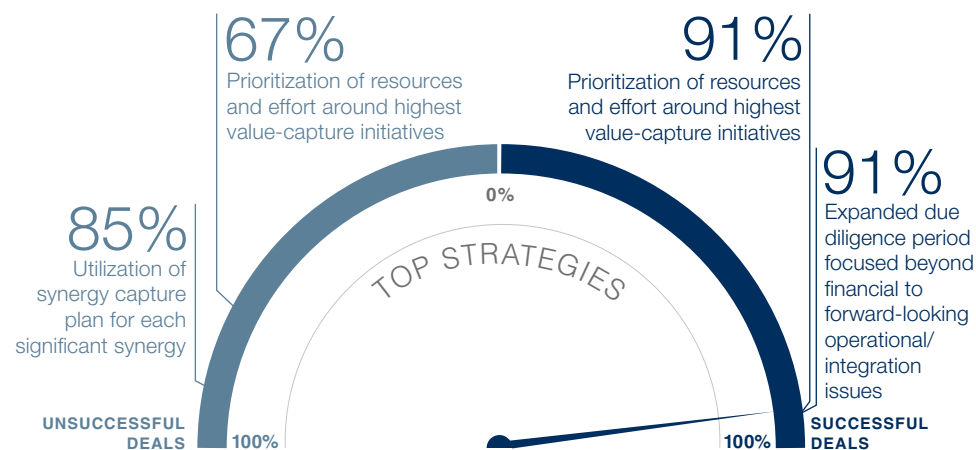 67%
Prioritization of resources
and effort around highest
value-capture initiatives
91%
Prioritization of resources
and effort around highest
value-capture initiatives
85%
Utilization of
synergy capture
plan for each
significant synergy
91%
Expanded due
diligence period
focused beyond
financial to
forward-looking
operational/
integration
issues
0%
TOP STRATEGIES
UNSUCCESSFUL
DEALS
100%
100%
SUCCESSFUL
DEALS